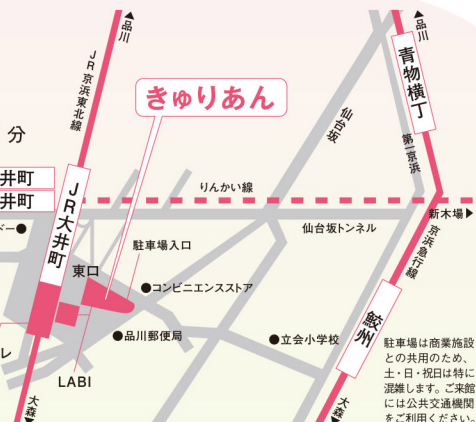 ▲品川
JR京浜東北線
きゅりあん
仙台坂
▲品川
青物横丁
第一京浜
分
井町
井町
JR大井町
りんかい線
新木場▶
ドー●
仙台坂トンネル
京浜急行線
東口
駐車場入口
●コンビニエンスストア
●品川郵便局
●立会小学校
鮫州
レ
LABI
大森▼
大森▼
駐車場は商業施設
との共用のため、
土・日・祝日は特に
混雑します。ご来館
には公共交通機関
をご利用ください。